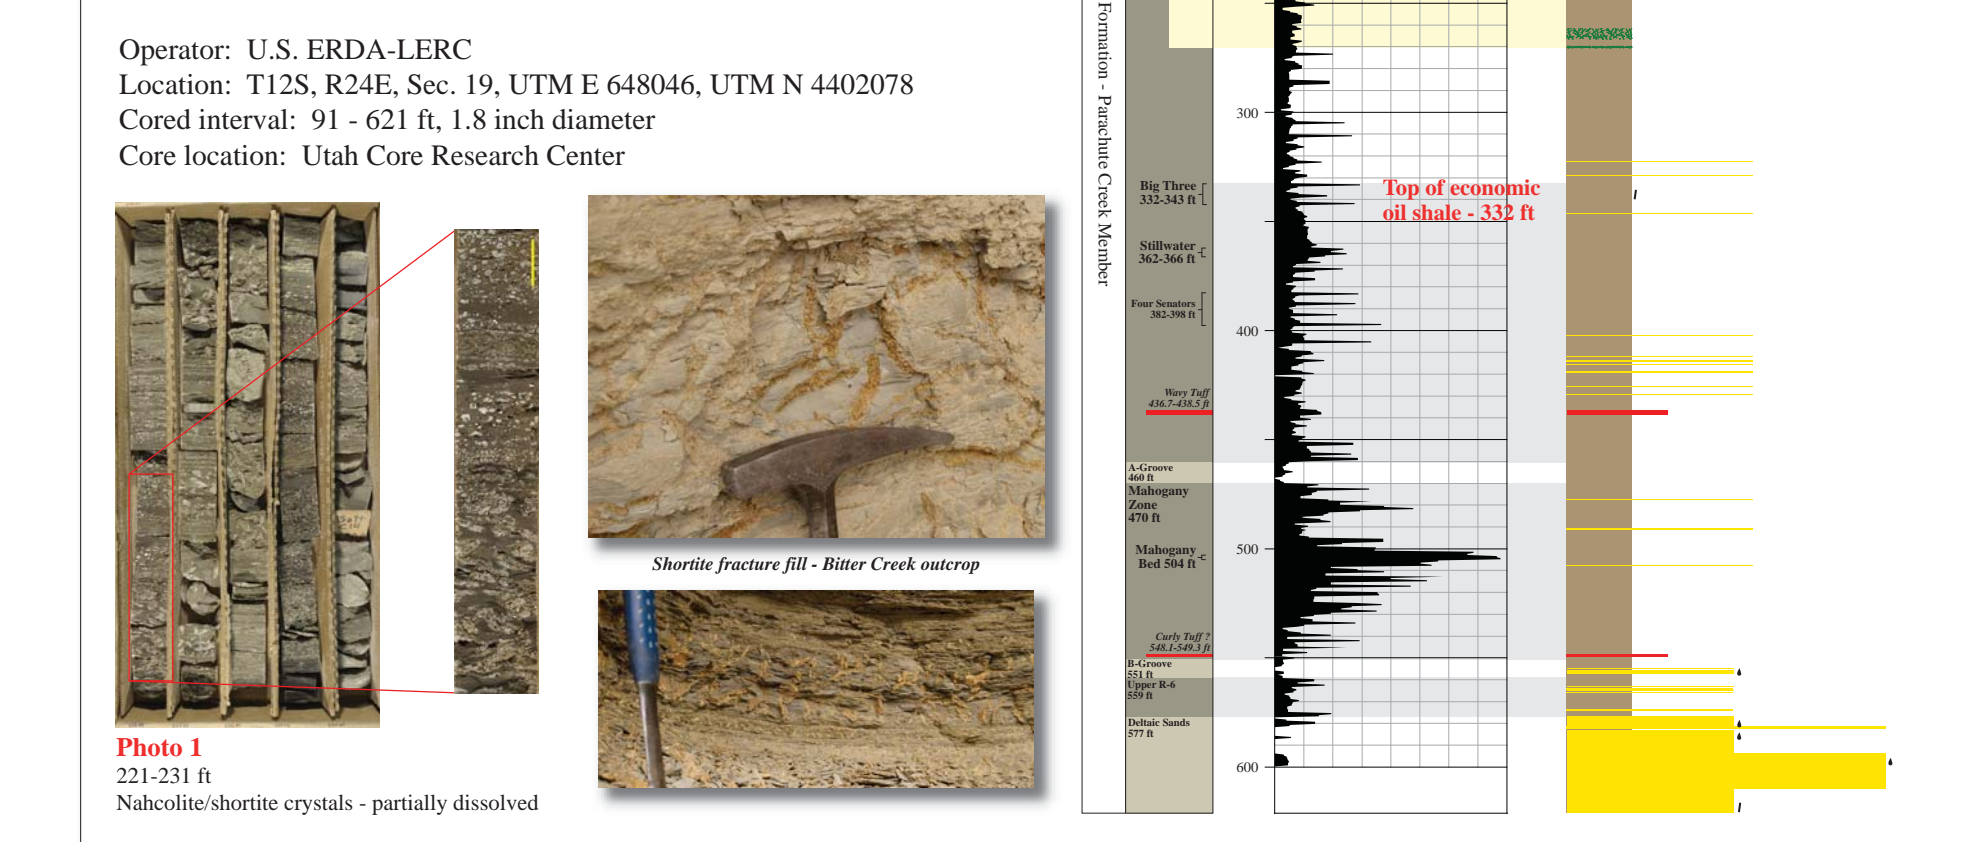 Operator: U.S. ERDA-LERC
Location: T12S, R24E, Sec. 19, UTM E 648046, UTM N 4402078
Cored interval: 91 - 621 ft, 1.8 inch diameter
Core location: Utah Core Research Center
Photo 1
221-231 ft
Nahcolite/shortite crystals - partially dissolved
Shortite fracture fill - Bitter Creek outcrop
Formation - Parachute Creek Member
Big Three
332-343 ft
Stillwater
362-366 ft
Four Senators
382-398 ft
Wavy Tuff
436.7-438.5 ft
A-Groove
460 ft
Mahogany
Zone
470 ft
Mahogany
Bed 504 ft
Curly Tuff ?
548.1-549.3 ft
B-Groove
551 ft
Upper R-6
559 ft
Deltaic Sands
577 ft
300
400
500
600
Top of economic
oil shale - 332 ft